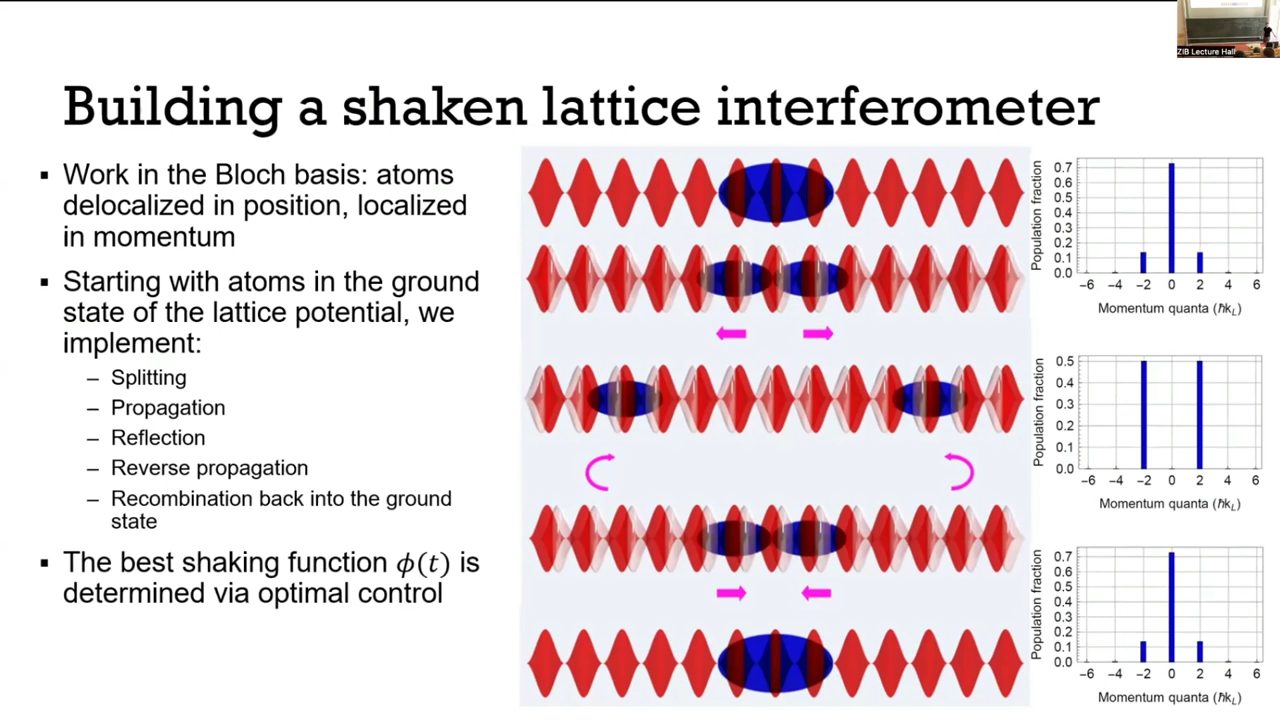 ZIB Lecture Hall
Building a shaken lattice interferometer
▪ Work in the Bloch basis: atoms
delocalized in position, localized
in momentum
▪ Starting with atoms in the ground
state of the lattice potential, we
implement:
– Splitting
– Propagation
– Reflection
– Reverse propagation
– Recombination back into the ground
state
▪ The best shaking function ϕ(t) is
determined via optimal control
Population fraction
0.7
0.6
0.5
0.4
0.3
0.2
0.1
0.0
−6 −4 −2 0 2 4 6
Momentum quanta (ℏk_L)
Population fraction
0.5
0.4
0.3
0.2
0.1
0.0
−6 −4 −2 0 2 4 6
Momentum quanta (ℏk_L)
Population fraction
0.7
0.6
0.5
0.4
0.3
0.2
0.1
0.0
−6 −4 −2 0 2 4 6
Momentum quanta (ℏk_L)